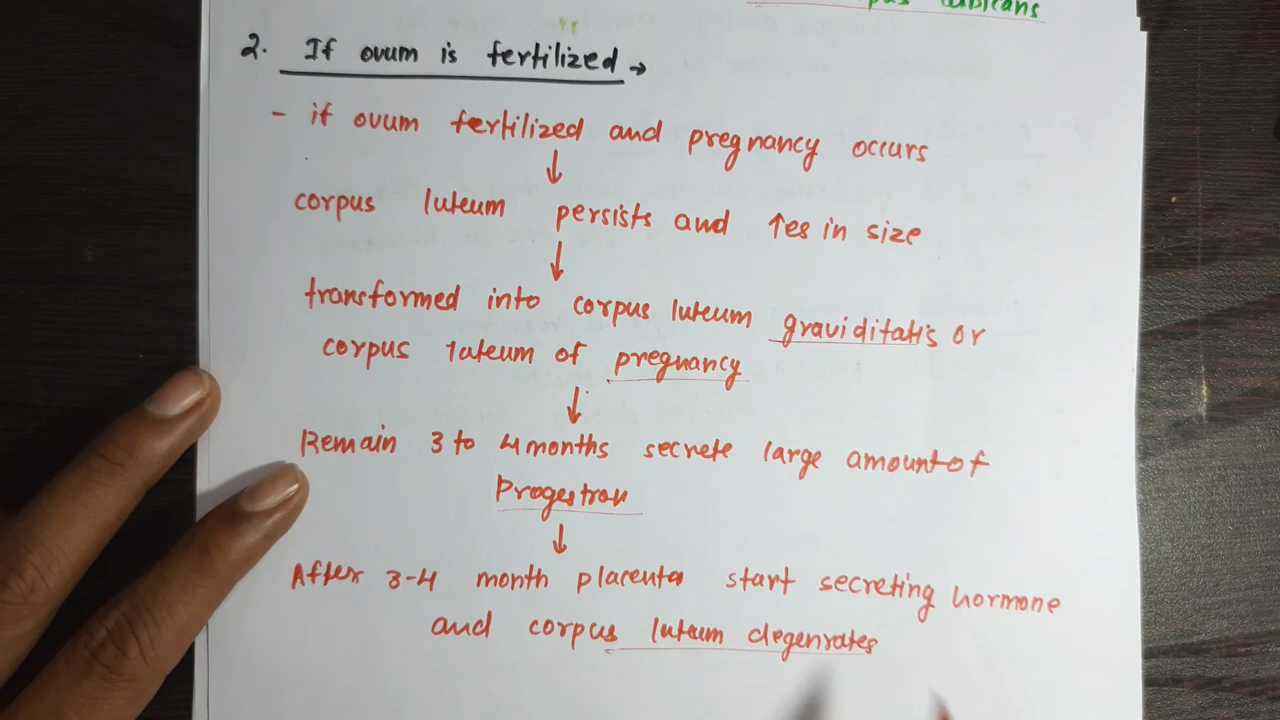 albicans
2. If ovum is fertilized →
- if ovum fertilized and pregnancy occurs
↓
corpus luteum persists and ↑es in size
↓
transformed into corpus luteum graviditatis or
corpus luteum of pregnancy
↓
Remain 3 to 4 months secrete large amount of
Progestron
↓
After 3-4 month placenta start secreting hormone
and corpus luteum degenrates